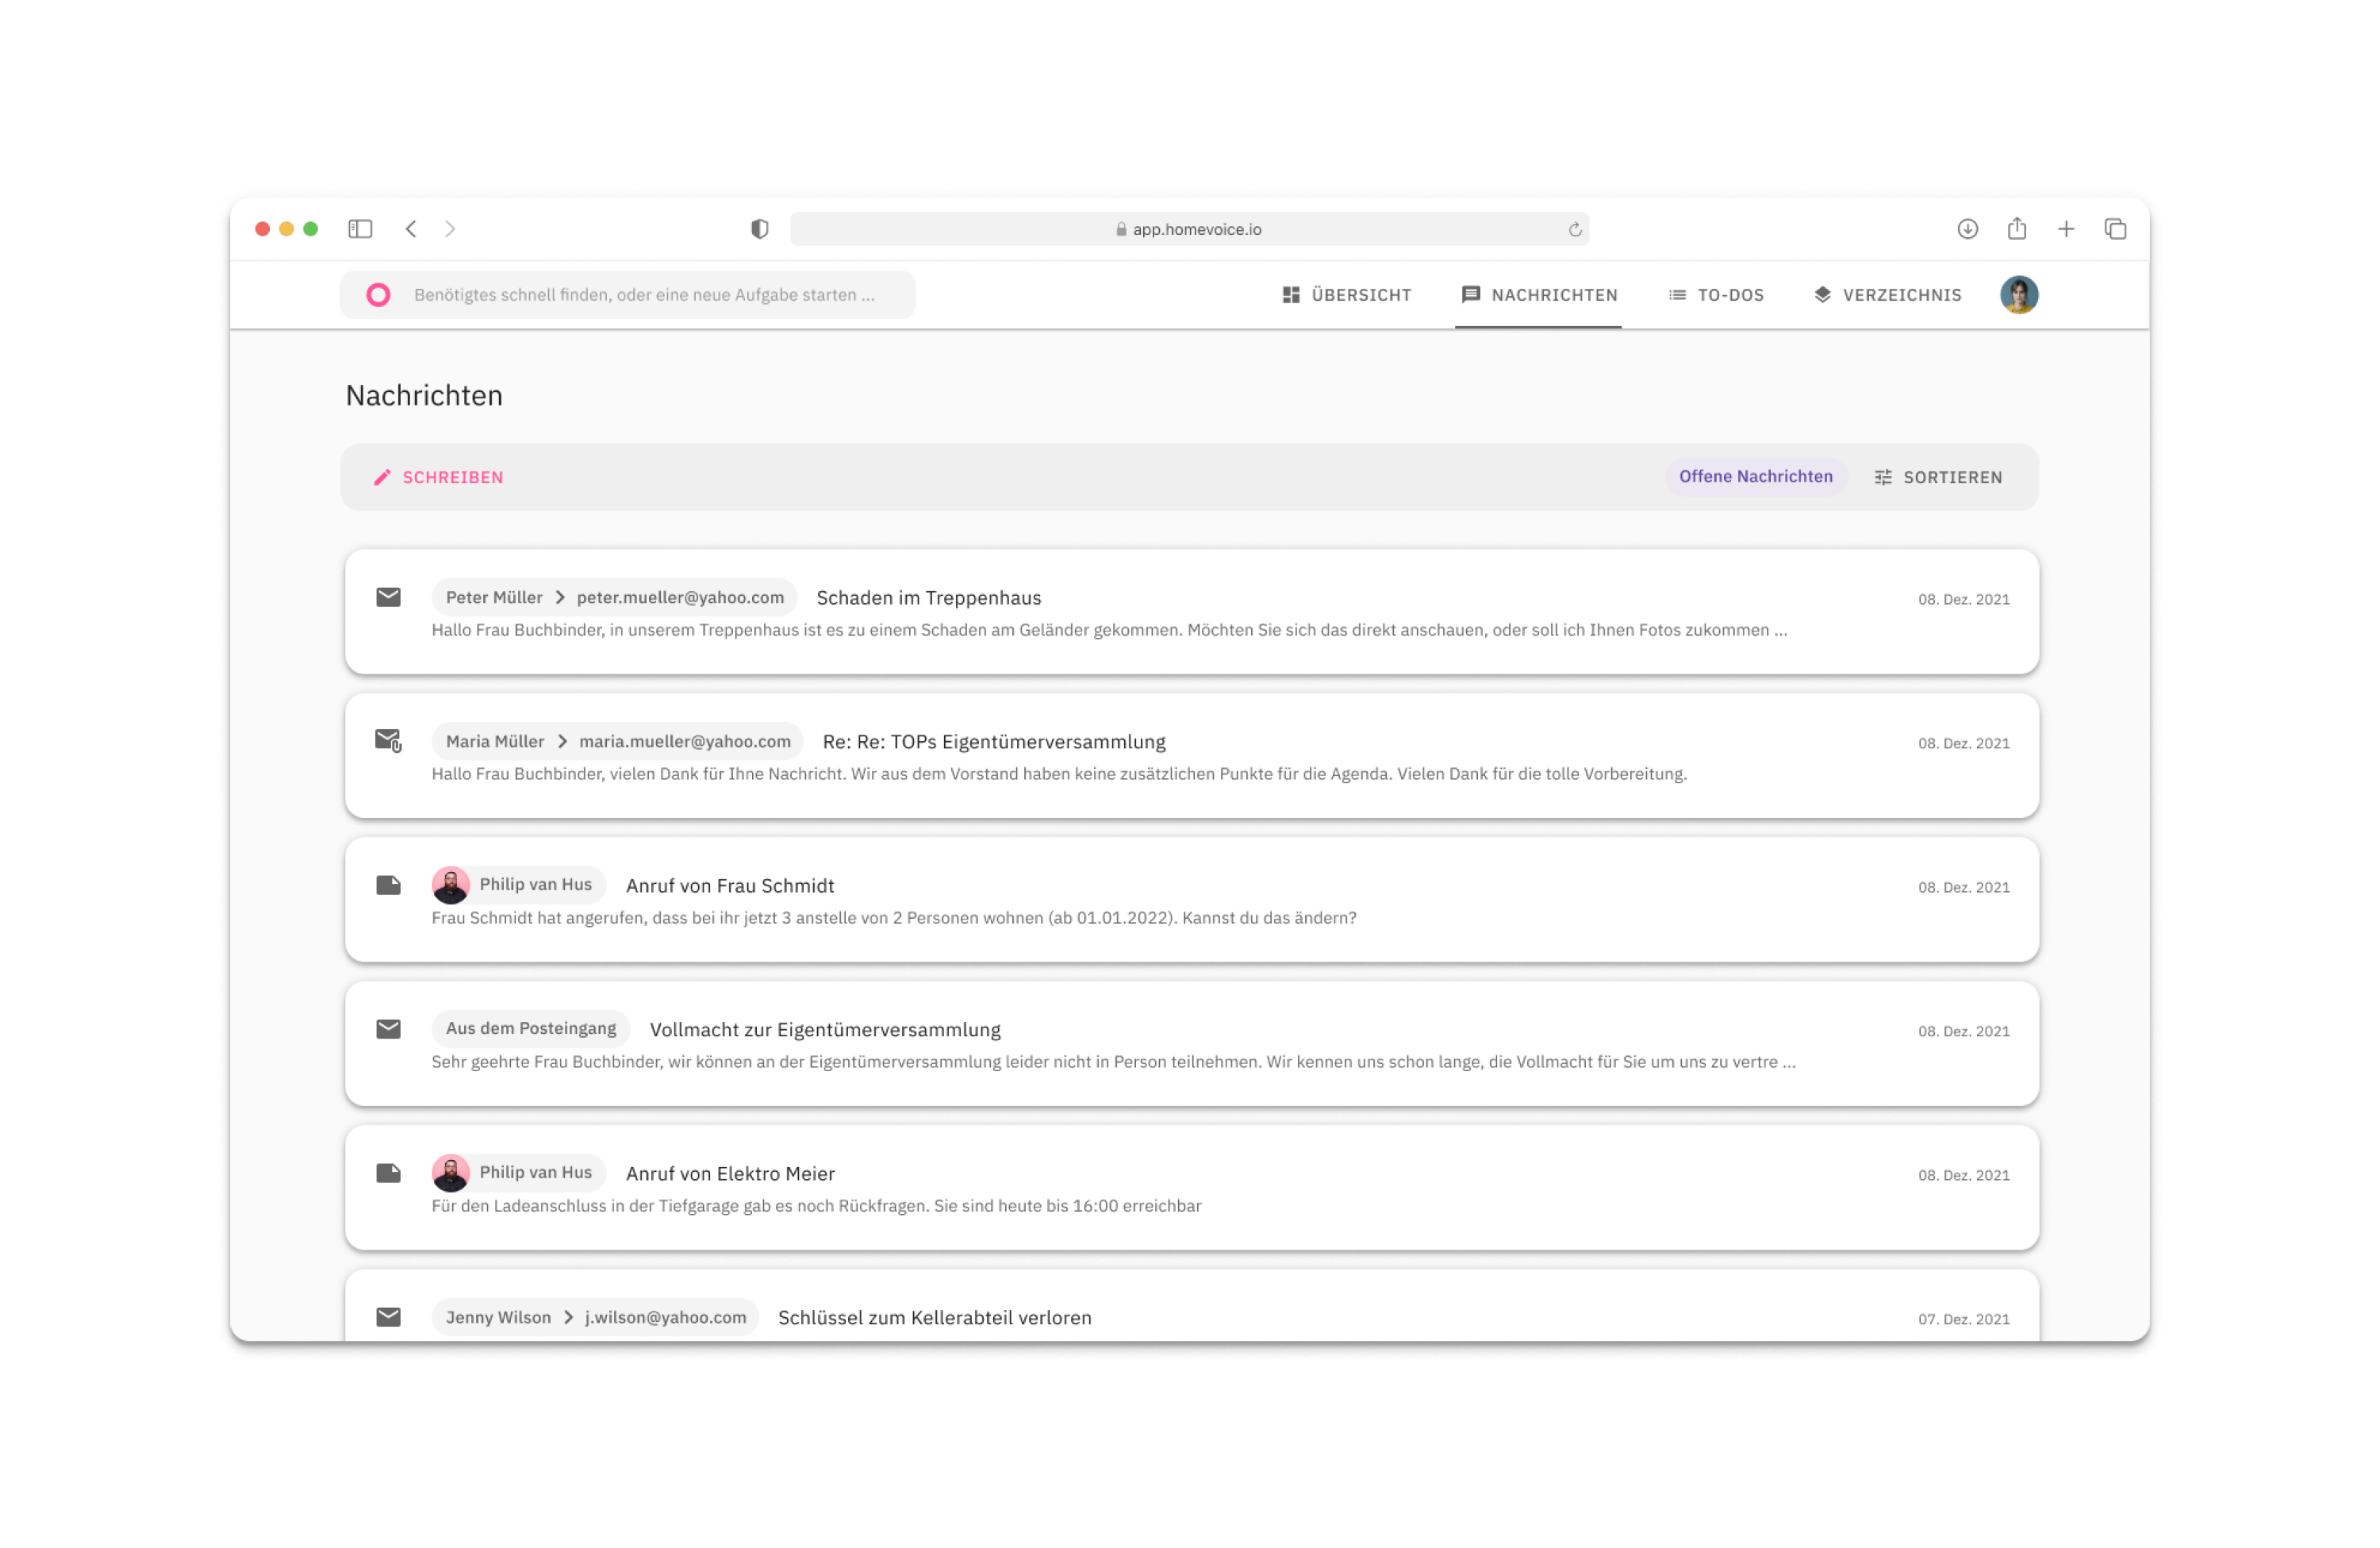 app.homevoice.io
Benötigtes schnell finden, oder eine neue Aufgabe starten ...
ÜBERSICHT
NACHRICHTEN
TO-DOS
VERZEICHNIS
Nachrichten
SCHREIBEN
Offene Nachrichten
SORTIEREN
Peter Müller > peter.mueller@yahoo.com Schaden im Treppenhaus 08. Dez. 2021
Hallo Frau Buchbinder, in unserem Treppenhaus ist es zu einem Schaden am Geländer gekommen. Möchten Sie sich das direkt anschauen, oder soll ich Ihnen Fotos zukommen ...
Maria Müller > maria.mueller@yahoo.com Re: Re: TOPs Eigentümerversammlung 08. Dez. 2021
Hallo Frau Buchbinder, vielen Dank für Ihne Nachricht. Wir aus dem Vorstand haben keine zusätzlichen Punkte für die Agenda. Vielen Dank für die tolle Vorbereitung.
Philip van Hus Anruf von Frau Schmidt 08. Dez. 2021
Frau Schmidt hat angerufen, dass bei ihr jetzt 3 anstelle von 2 Personen wohnen (ab 01.01.2022). Kannst du das ändern?
Aus dem Posteingang Vollmacht zur Eigentümerversammlung 08. Dez. 2021
Sehr geehrte Frau Buchbinder, wir können an der Eigentümerversammlung leider nicht in Person teilnehmen. Wir kennen uns schon lange, die Vollmacht für Sie um uns zu vertre ...
Philip van Hus Anruf von Elektro Meier 08. Dez. 2021
Für den Ladeanschluss in der Tiefgarage gab es noch Rückfragen. Sie sind heute bis 16:00 erreichbar
Jenny Wilson > j.wilson@yahoo.com Schlüssel zum Kellerabteil verloren 07. Dez. 2021